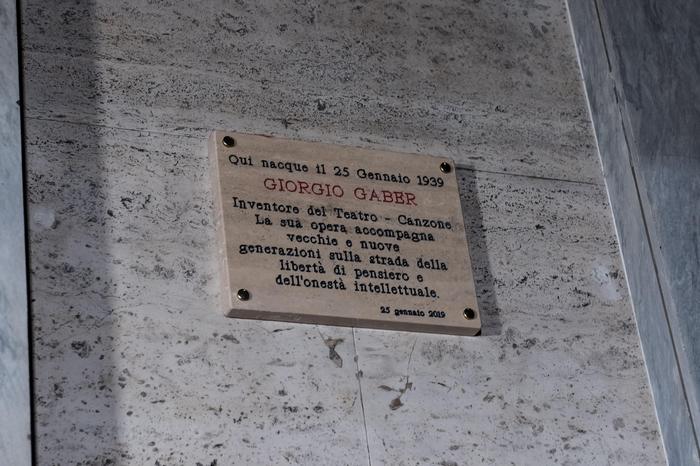 Qui nacque il 25 Gennaio 1939
GIORGIO GABER
Inventore del Teatro - Canzone
La sua opera accompagna
vecchie e nuove
generazioni sulla strada della
libertà di pensiero e
dell'onestà intellettuale.
25 gennaio 2019